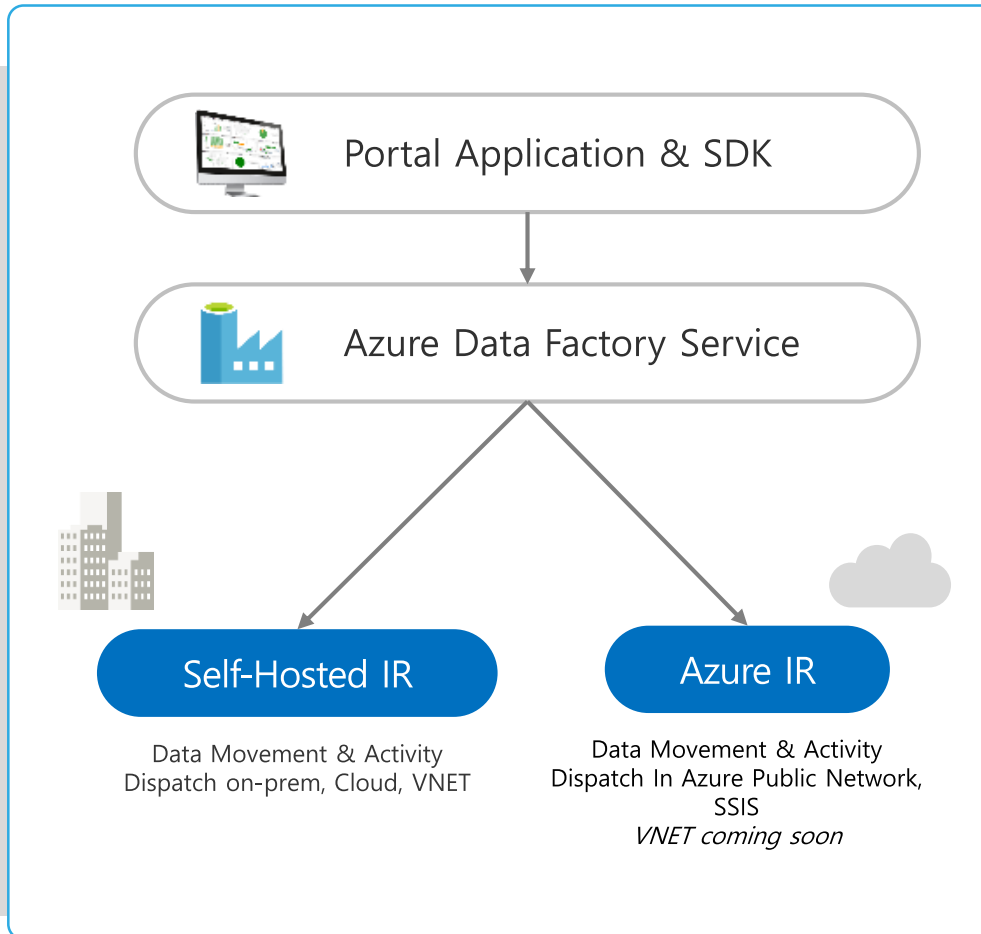 Portal Application & SDK
Azure Data Factory Service
Self-Hosted IR
Data Movement & Activity
Dispatch on-prem, Cloud, VNET
Azure IR
Data Movement & Activity
Dispatch In Azure Public Network,
SSIS
VNET coming soon